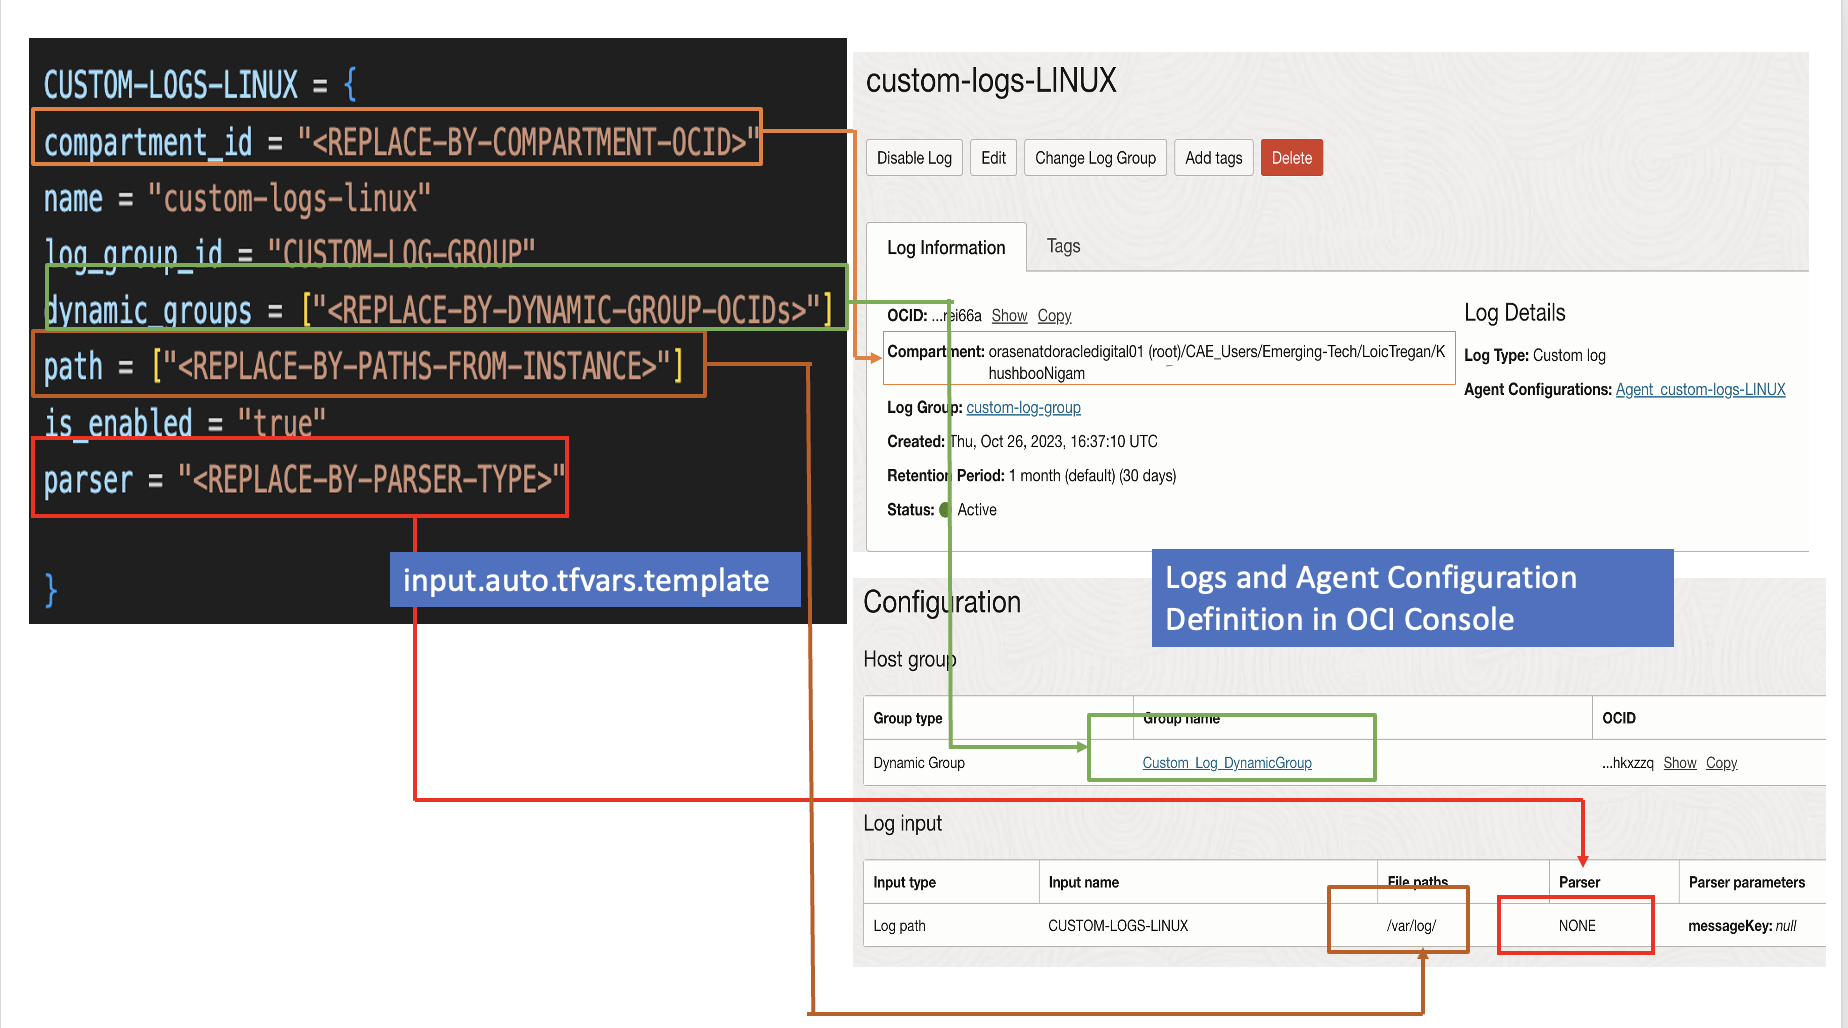 CUSTOM-LOGS-LINUX = {
compartment_id = "<REPLACE-BY-COMPARTMENT-OCID>"
name = "custom-logs-linux"
log_group_id = "CUSTOM-LOG-GROUP"
dynamic_groups = ["<REPLACE-BY-DYNAMIC-GROUP-OCIDs>"]
path = ["<REPLACE-BY-PATHS-FROM-INSTANCE>"]
is_enabled = "true"
parser = "<REPLACE-BY-PARSER-TYPE>"
}
input.auto.tfvars.template
custom-logs-LINUX
Disable Log Edit Change Log Group Add tags Delete
Log Information Tags
OCID: ...rei66a Show Copy
Compartment: orasenatdoracledigital01 (root)/CAE_Users/Emerging-Tech/LoicTregan/K
hushbooNigam
Log Group: custom-log-group
Created: Thu, Oct 26, 2023, 16:37:10 UTC
Retention Period: 1 month (default) (30 days)
Status: Active
Log Details
Log Type: Custom log
Agent Configurations: Agent_custom-logs-LINUX
Logs and Agent Configuration
Definition in OCI Console
Configuration
Host group
Group type Group name OCID
Dynamic Group Custom_Log_DynamicGroup ...hkxzzq Show Copy
Log input
Input type Input name File paths Parser Parser parameters
Log path CUSTOM-LOGS-LINUX /var/log/ NONE messageKey: null